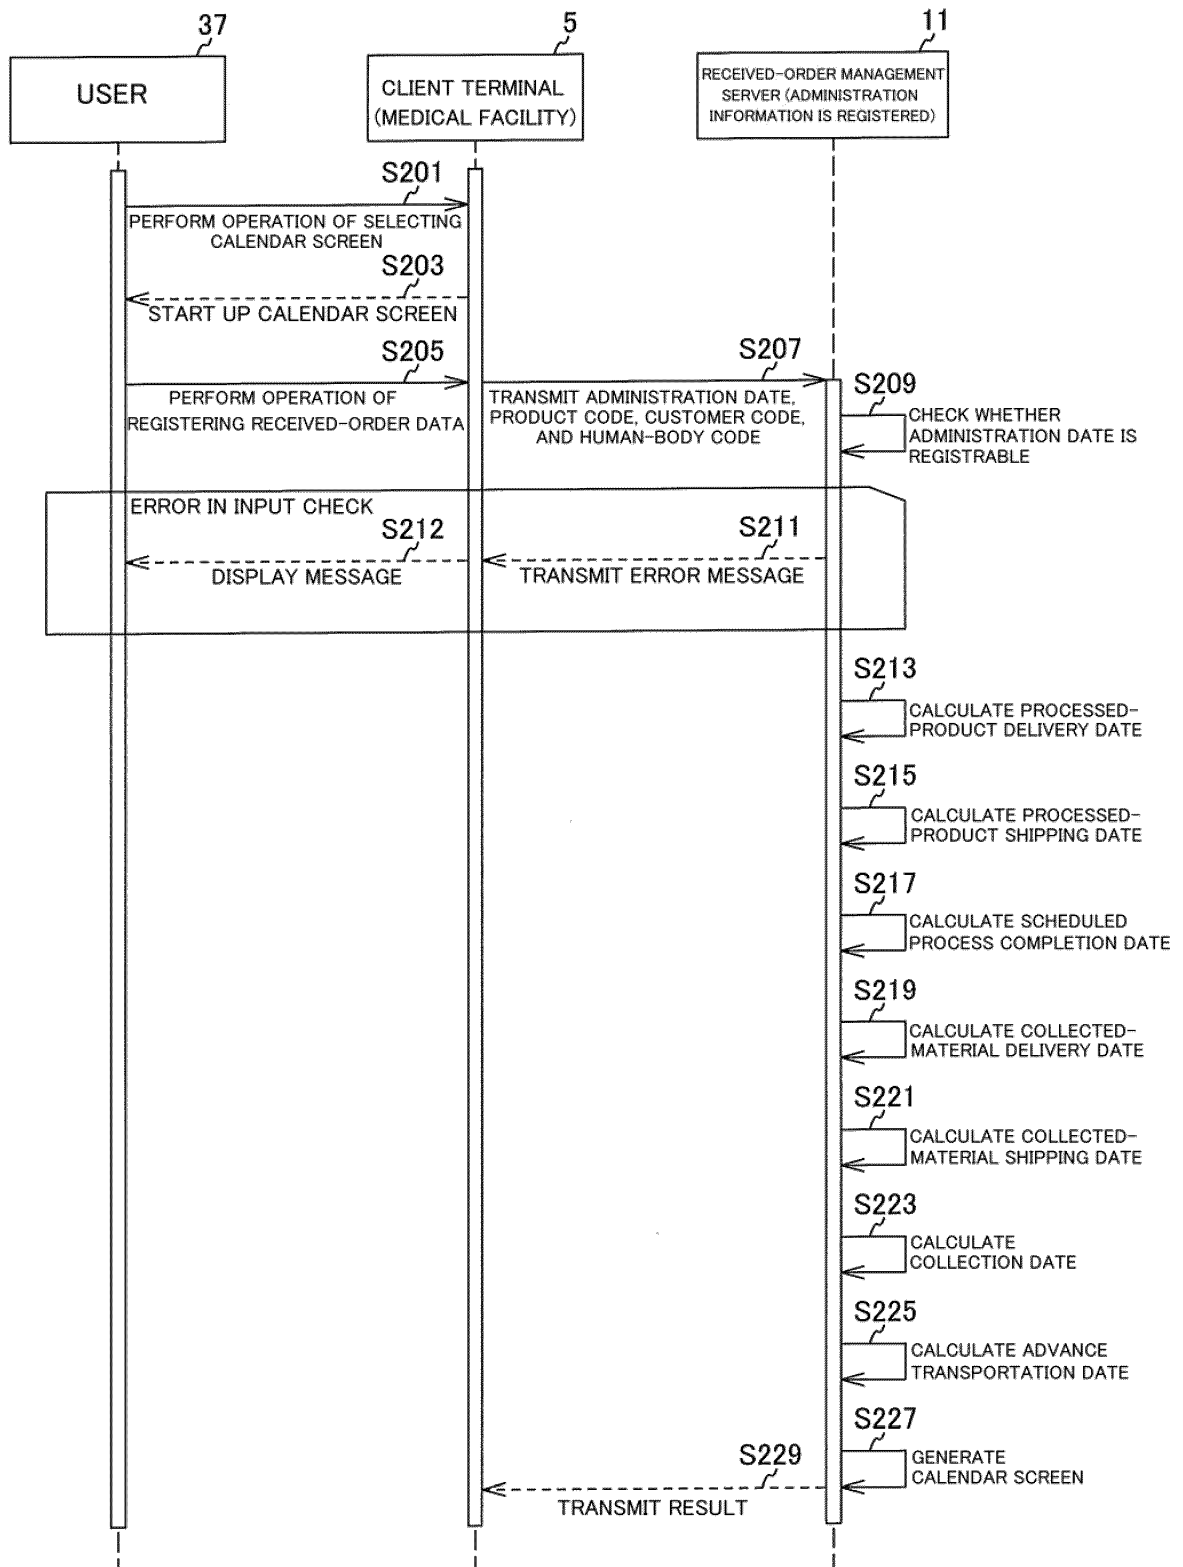 37
USER
5
CLIENT TERMINAL
(MEDICAL FACILITY)
11
RECEIVED-ORDER MANAGEMENT
SERVER (ADMINISTRATION
INFORMATION IS REGISTERED)
S201
PERFORM OPERATION OF SELECTING
CALENDAR SCREEN
S203
START UP CALENDAR SCREEN
S205
PERFORM OPERATION OF
REGISTERING RECEIVED-ORDER DATA
S207
TRANSMIT ADMINISTRATION DATE,
PRODUCT CODE, CUSTOMER CODE,
AND HUMAN-BODY CODE
S209
CHECK WHETHER
ADMINISTRATION DATE IS
REGISTRABLE
ERROR IN INPUT CHECK
S212
DISPLAY MESSAGE
S211
TRANSMIT ERROR MESSAGE
S213
CALCULATE PROCESSED-
PRODUCT DELIVERY DATE
S215
CALCULATE PROCESSED-
PRODUCT SHIPPING DATE
S217
CALCULATE SCHEDULED
PROCESS COMPLETION DATE
S219
CALCULATE COLLECTED-
MATERIAL DELIVERY DATE
S221
CALCULATE COLLECTED-
MATERIAL SHIPPING DATE
S223
CALCULATE
COLLECTION DATE
S225
CALCULATE ADVANCE
TRANSPORTATION DATE
S227
GENERATE
CALENDAR SCREEN
S229
TRANSMIT RESULT